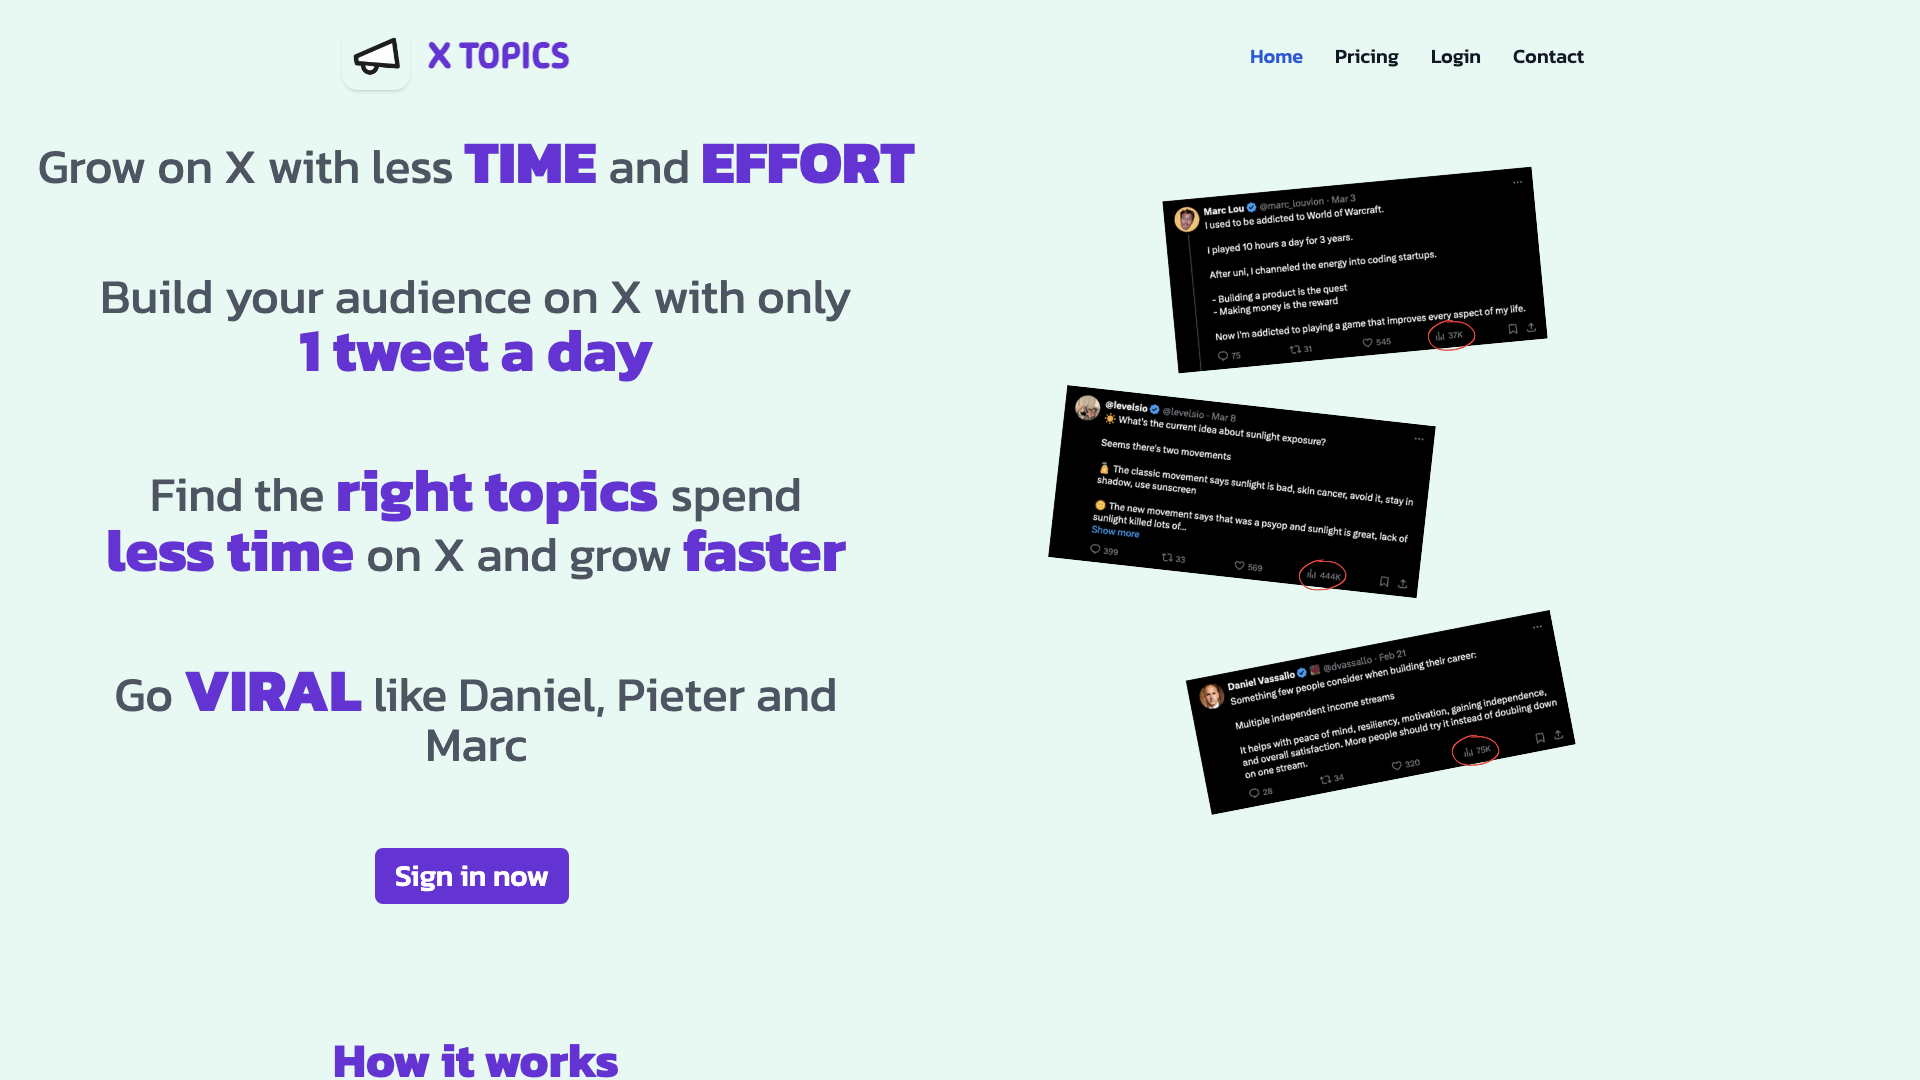 X TOPICS
Home
Pricing
Login
Contact
Grow on X with less TIME and EFFORT
Build your audience on X with only
1 tweet a day
Find the right topics spend
less time on X and grow faster
Go VIRAL like Daniel, Pieter and
Marc
Sign in now
How it works
Marc Lou @marc_louvion · Mar 3
I used to be addicted to World of Warcraft.
I played 10 hours a day for 3 years.
After uni, I channeled the energy into coding startups.
- Building a product is the quest
- Making money is the reward
Now I'm addicted to playing a game that improves every aspect of my life.
75
31
545
37K
@levelsio @levelsio · Mar 8
What's the current idea about sunlight exposure?
Seems there's two movements
The classic movement says sunlight is bad, skin cancer, avoid it, stay in
shadow, use sunscreen
The new movement says that was a psyop and sunlight is great, lack of
sunlight killed lots of...
Show more
399
33
569
444K
Daniel Vassallo @dvassallo · Feb 21
Something few people consider when building their career:
Multiple independent income streams
It helps with peace of mind, resiliency, motivation, gaining independence,
and overall satisfaction. More people should try it instead of doubling down
on one stream.
28
34
320
75K